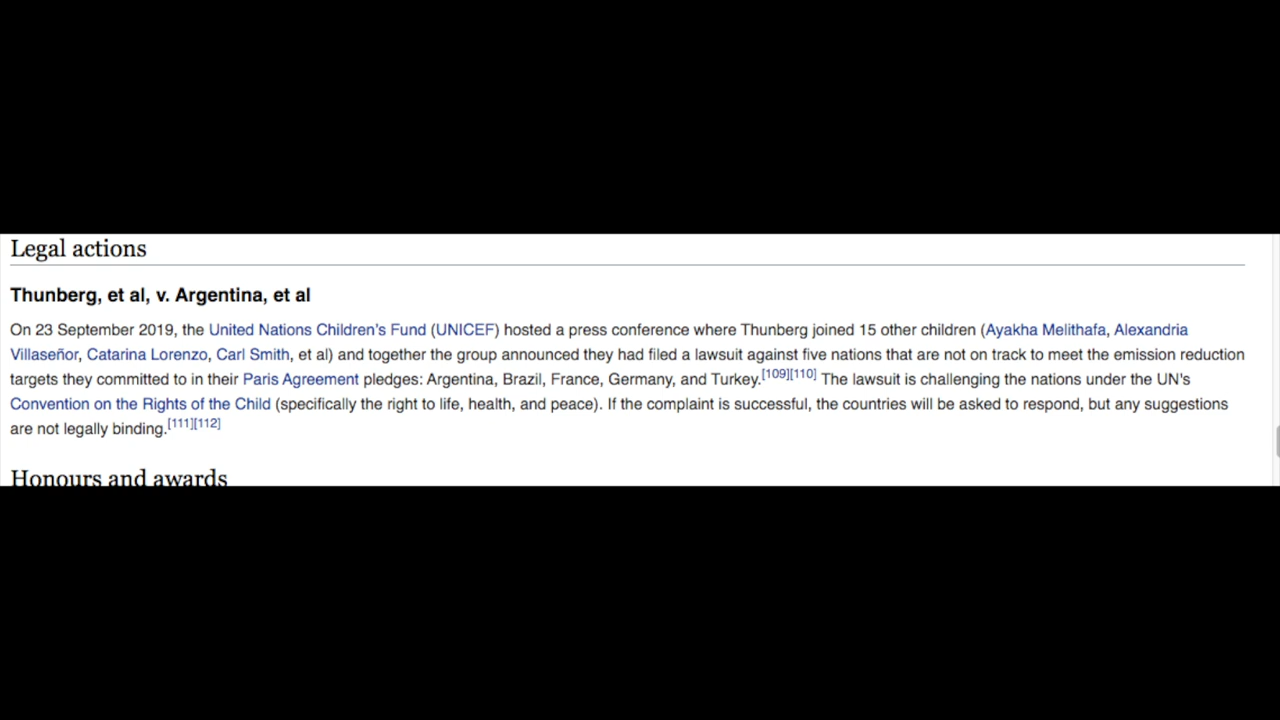 Legal actions
Thunberg, et al, v. Argentina, et al
On 23 September 2019, the United Nations Children's Fund (UNICEF) hosted a press conference where Thunberg joined 15 other children (Ayakha Melithafa, Alexandria
Villaseñor, Catarina Lorenzo, Carl Smith, et al) and together the group announced they had filed a lawsuit against five nations that are not on track to meet the emission reduction
targets they committed to in their Paris Agreement pledges: Argentina, Brazil, France, Germany, and Turkey.[109][110] The lawsuit is challenging the nations under the UN's
Convention on the Rights of the Child (specifically the right to life, health, and peace). If the complaint is successful, the countries will be asked to respond, but any suggestions
are not legally binding.[111][112]
Honours and awards